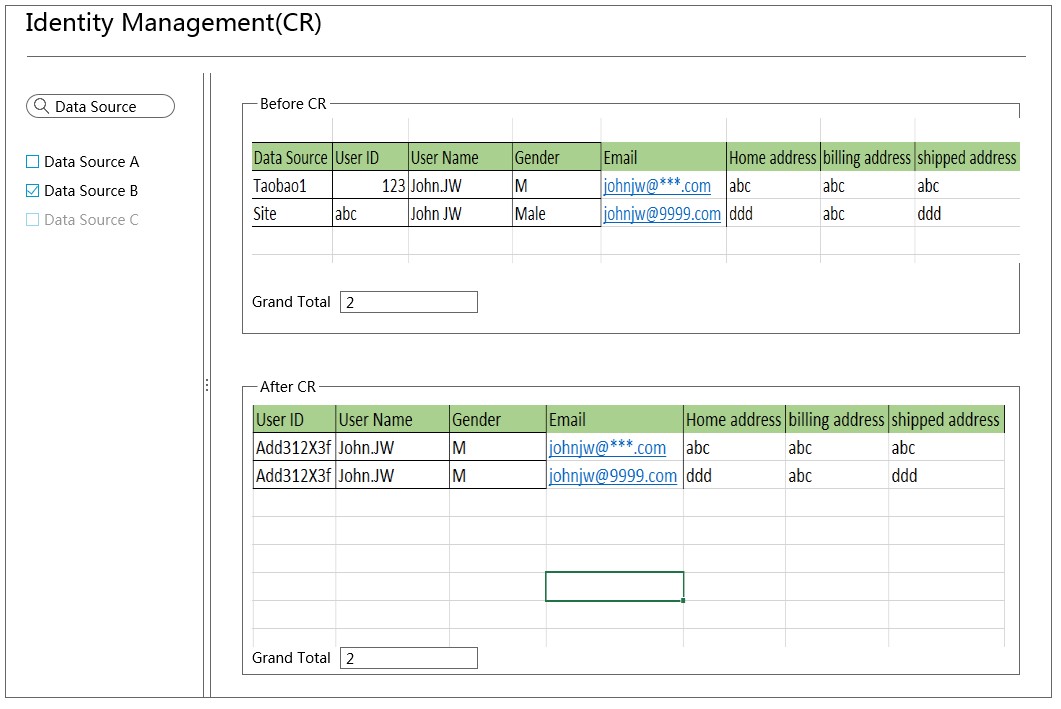 Identity Management(CR)
Data Source
Data Source A
Data Source B
Data Source C
Before CR
Data Source User ID User Name Gender Email Home address billing address shipped address
Taobao1 123 John.JW M johnjw@***.com abc abc abc
Site abc John JW Male johnjw@9999.com ddd abc ddd
Grand Total 2
After CR
User ID User Name Gender Email Home address billing address shipped address
Add312X3f John.JW M johnjw@***.com abc abc abc
Add312X3f John.JW M johnjw@9999.com ddd abc ddd
Grand Total 2